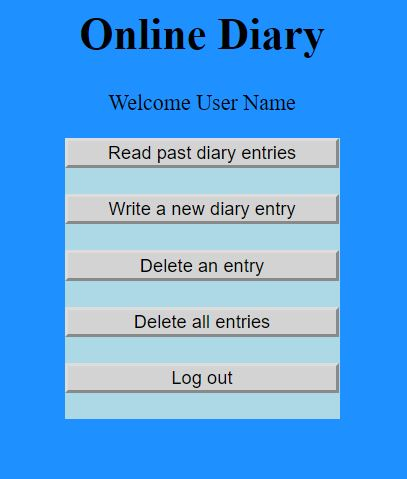 Online Diary
Welcome User Name
Read past diary entries
Write a new diary entry
Delete an entry
Delete all entries
Log out